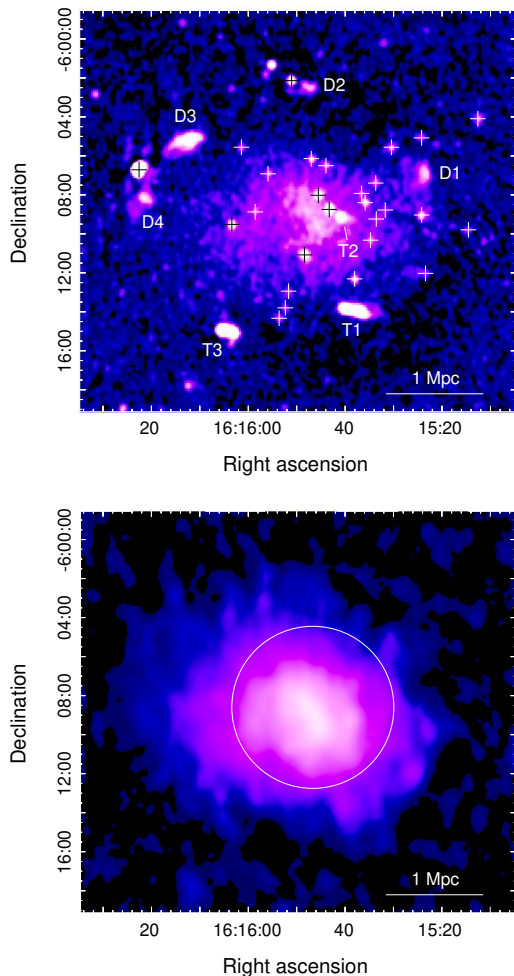 -6:00:00
04:00
08:00
12:00
16:00
Declination
D2
D3
D1
D4
T2
T3
T1
1 Mpc
20
16:16:00
40
15:20
Right ascension
-6:00:00
04:00
08:00
12:00
16:00
Declination
1 Mpc
20
16:16:00
40
15:20
Right ascension